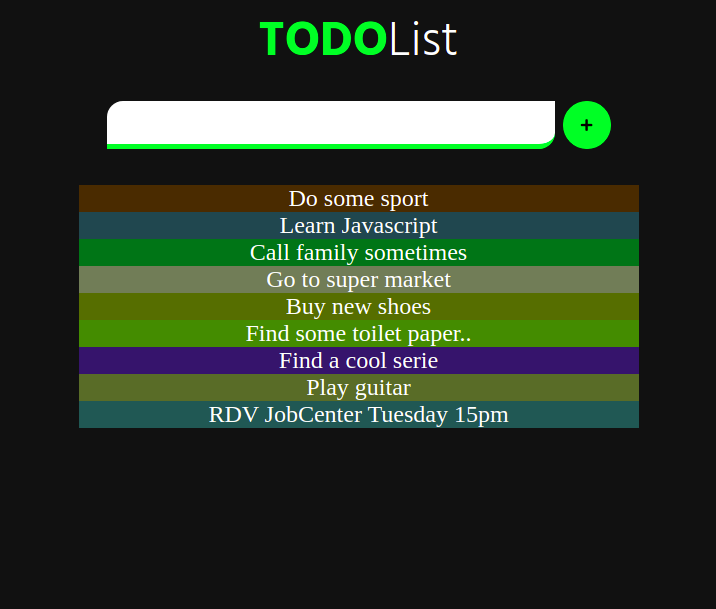 TODOList
+
Do some sport
Learn Javascript
Call family sometimes
Go to super market
Buy new shoes
Find some toilet paper..
Find a cool serie
Play guitar
RDV JobCenter Tuesday 15pm